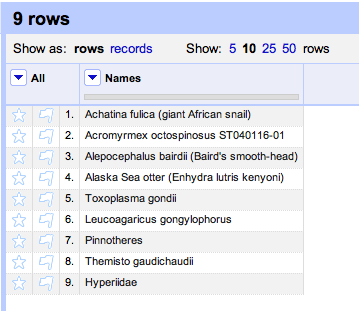 9 rows
Show as: rows records Show: 5 10 25 50 rows
All Names
1. Achatina fulica (giant African snail)
2. Acromyrmex octospinosus ST040116-01
3. Alepocephalus bairdii (Baird's smooth-head)
4. Alaska Sea otter (Enhydra lutris kenyoni)
5. Toxoplasma gondii
6. Leucoagaricus gongylophorus
7. Pinnotheres
8. Themisto gaudichaudii
9. Hyperiidae